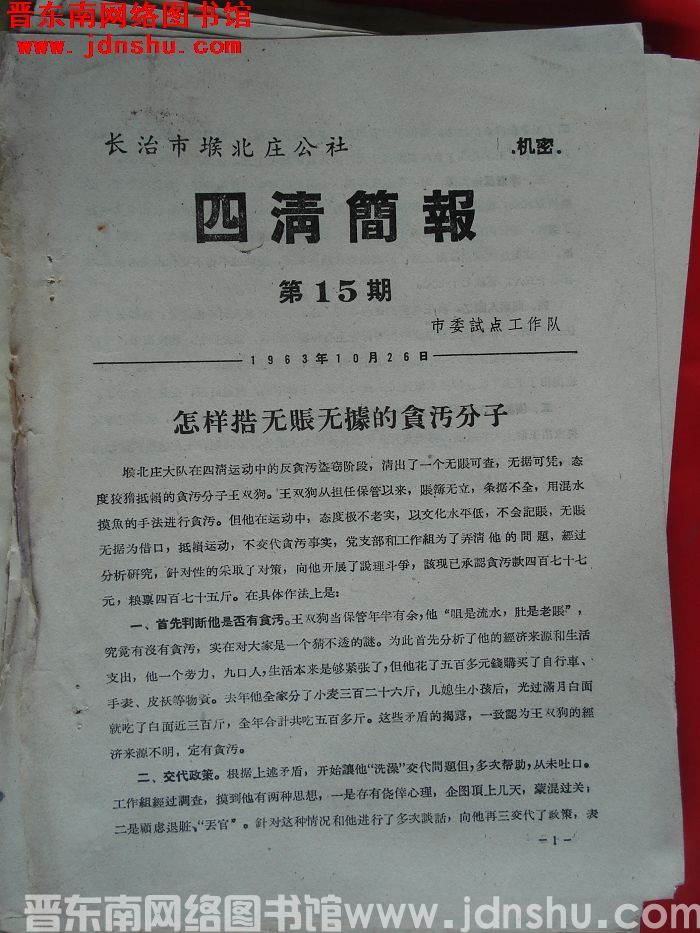 晋东南网络图书馆
www.jdnshu.com
长治市堠北庄公社
.机密.
四清簡報
第15期
市委試点工作队
1963年10月26日
怎样措无賬无據的貪汚分子
堠北庄大队在四淸运动中的反貪汚盜窃阶段，淸出了一个无賬可查，无据可凭，态
度狡猾抵頼的貪汚分子王双狗。王双狗从担任保管以来，賬簿无立，条据不全，用混水
摸魚的手法进行貪汚。但他在运动中，态度极不老实，以文化水平低，不会記賬，无賬
无据为借口，抵頼运动，不交代貪汚事实，党支部和工作組为了弄淸他的問題，經过
分析研究，針对性的采取了对策，向他开展了說理斗爭，該现已承認貪汚款四百七十七
元，粮票四百七十五斤。在具体作法上是：
一、首先判断他是否有貪汚。王双狗当保管年半有余，他“咀是流水，肚是老賬”，
究竟有沒有貪汚，实在对大家是一个猜不透的謎。为此首先分析了他的經济来源和生活
支出，他一个劳力，九口人，生活本来是够紧张了，但他花了五百多元錢購买了自行車、
手表、皮袄等物資。去年他全家分了小麦三百二十六斤，儿媳生小孩后，光过滿月白面
就吃了白面近三百斤，全年合計共吃五百多斤。这些矛盾的揭露，一致認为王双狗的經
济来源不明，定有貪汚。
二、交代政策。根据上述矛盾，开始讓他“洗澡”交代問題但，多次帮助，从未吐口。
工作組經过調查，摸到他有两种思想，一是存有侥倖心理，企图頂上几天，蒙混过关；
二是顧虑退賍、“丢官”。針对这种情况和他进行了多次談話，向他再三交代了政策，表
—1—
晋东南网络图书馆www.jdnshu.com